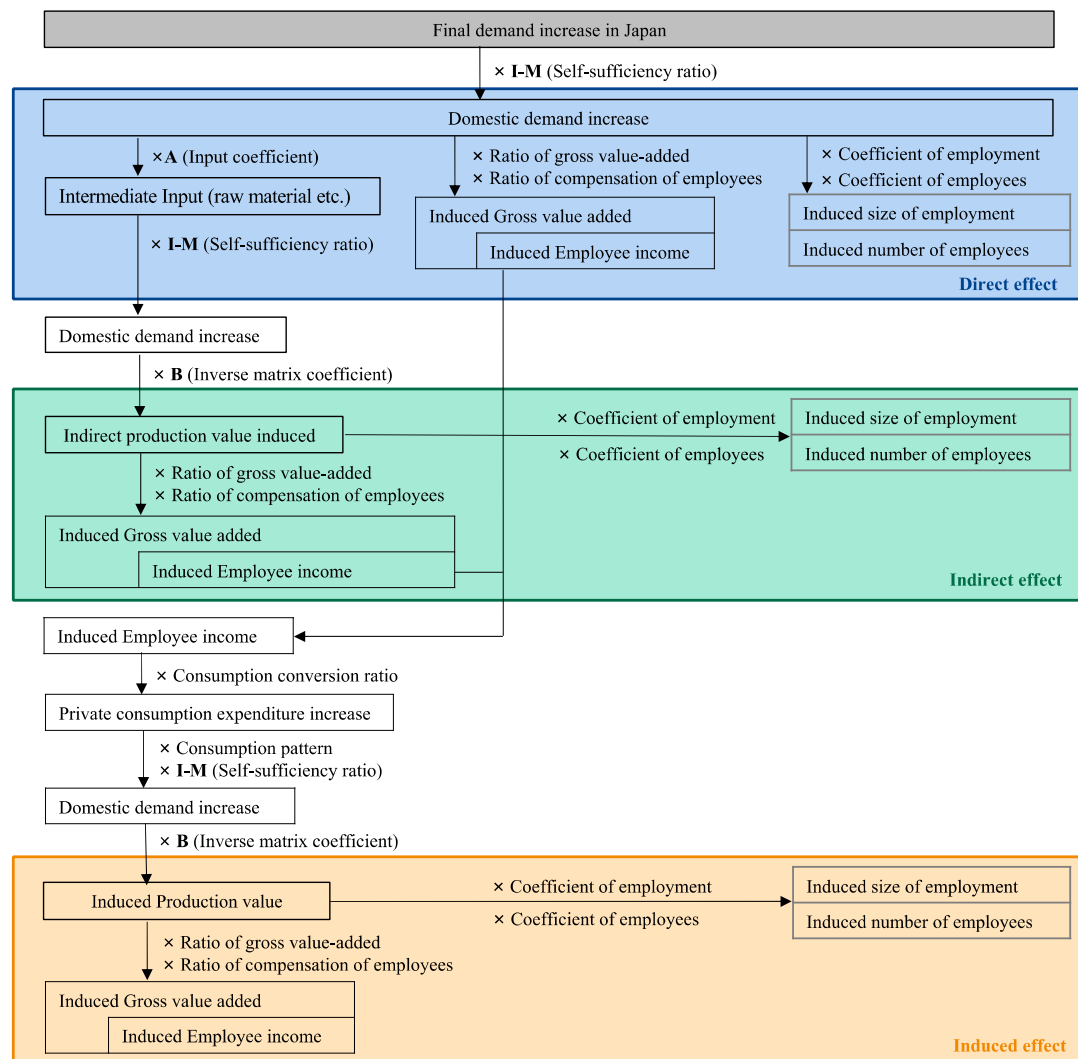 Final demand increase in Japan
× I-M (Self-sufficiency ratio)
Domestic demand increase
×A (Input coefficient)
× Ratio of gross value-added
× Ratio of compensation of employees
× Coefficient of employment
× Coefficient of employees
Intermediate Input (raw material etc.)
Induced Gross value added
Induced Employee income
Induced size of employment
Induced number of employees
× I-M (Self-sufficiency ratio)
Direct effect
Domestic demand increase
× B (Inverse matrix coefficient)
Indirect production value induced
× Coefficient of employment
× Coefficient of employees
Induced size of employment
Induced number of employees
× Ratio of gross value-added
× Ratio of compensation of employees
Induced Gross value added
Induced Employee income
Indirect effect
Induced Employee income
× Consumption conversion ratio
Private consumption expenditure increase
× Consumption pattern
× I-M (Self-sufficiency ratio)
Domestic demand increase
× B (Inverse matrix coefficient)
Induced Production value
× Coefficient of employment
× Coefficient of employees
Induced size of employment
Induced number of employees
× Ratio of gross value-added
× Ratio of compensation of employees
Induced Gross value added
Induced Employee income
Induced effect